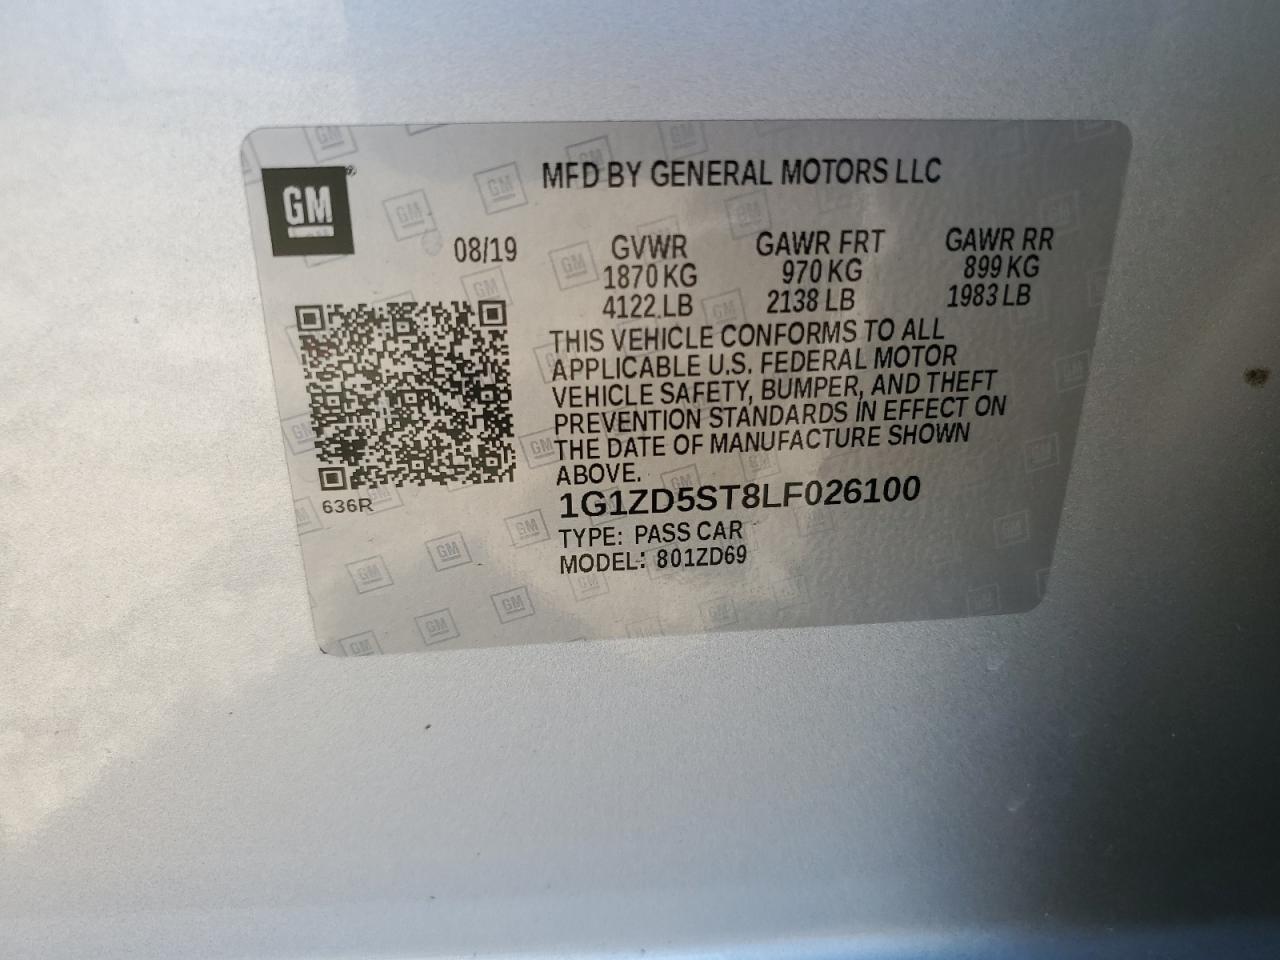 GM
MFD BY GENERAL MOTORS LLC
08/19
GVWR GAWR FRT GAWR RR
1870 KG 970 KG 899 KG
4122 LB 2138 LB 1983 LB
THIS VEHICLE CONFORMS TO ALL
APPLICABLE U.S. FEDERAL MOTOR
VEHICLE SAFETY, BUMPER, AND THEFT
PREVENTION STANDARDS IN EFFECT ON
THE DATE OF MANUFACTURE SHOWN
ABOVE.
636R
1G1ZD5ST8LF026100
TYPE: PASS CAR
MODEL: 801ZD69